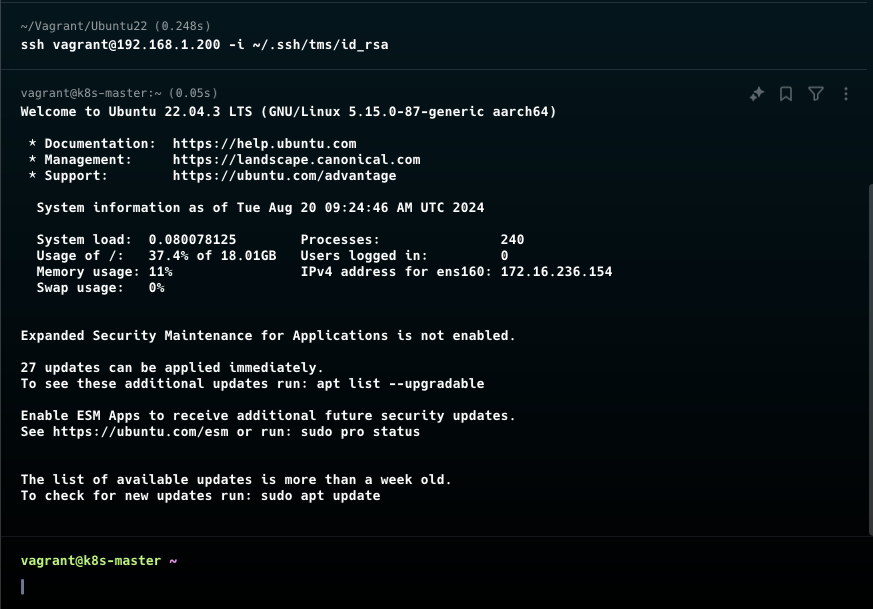 ~/Vagrant/Ubuntu22 (0.248s)
ssh vagrant@192.168.1.200 -i ~/.ssh/tms/id_rsa
vagrant@k8s-master:~ (0.05s)
Welcome to Ubuntu 22.04.3 LTS (GNU/Linux 5.15.0-87-generic aarch64)
* Documentation:  https://help.ubuntu.com
* Management:     https://landscape.canonical.com
* Support:        https://ubuntu.com/advantage
System information as of Tue Aug 20 09:24:46 AM UTC 2024
System load:  0.080078125        Processes:               240
Usage of /:   37.4% of 18.01GB   Users logged in:         0
Memory usage: 11%                IPv4 address for ens160: 172.16.236.154
Swap usage:   0%
Expanded Security Maintenance for Applications is not enabled.
27 updates can be applied immediately.
To see these additional updates run: apt list --upgradable
Enable ESM Apps to receive additional future security updates.
See https://ubuntu.com/esm or run: sudo pro status
The list of available updates is more than a week old.
To check for new updates run: sudo apt update
vagrant@k8s-master ~